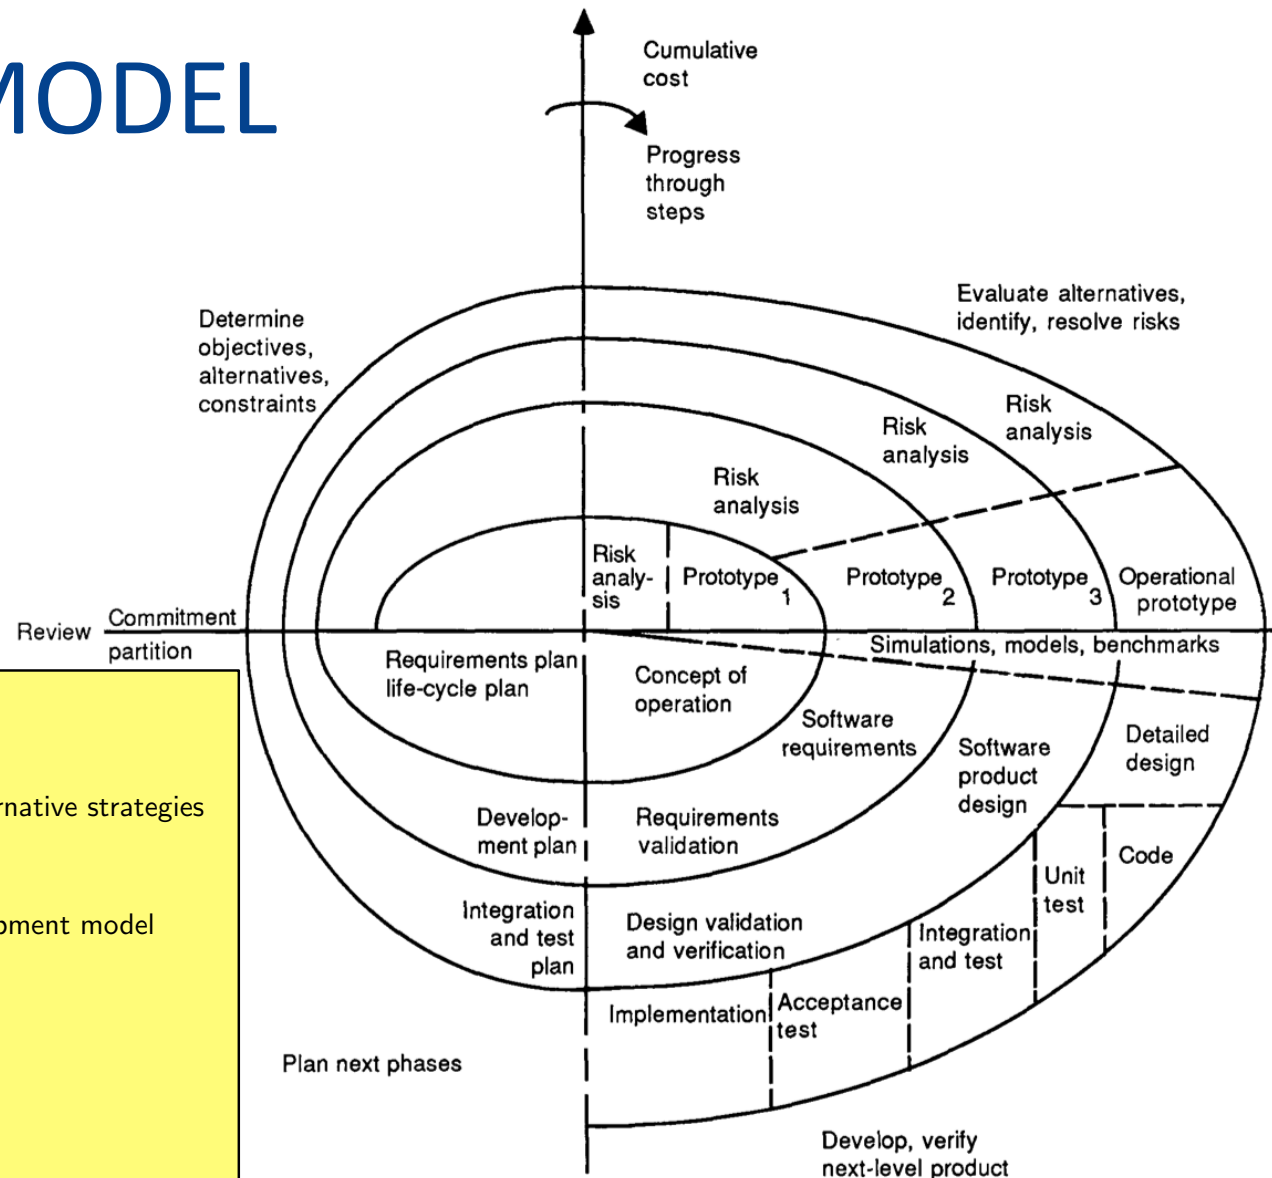 MODEL
Cumulative
cost
Progress
through
steps
Determine
objectives,
alternatives,
constraints
Evaluate alternatives,
identify, resolve risks
Risk
analysis
Risk
analysis
Risk
analysis
Risk
analy-
sis
Prototype 1
Prototype 2
Prototype 3
Operational
prototype
Review
Commitment
partition
Simulations, models, benchmarks
Requirements plan
life-cycle plan
Concept of
operation
Software
requirements
Software
product
design
Detailed
design
Develop-
ment plan
Requirements
validation
Code
Unit
test
Integration
and test
plan
Design validation
and verification
Integration
and test
Implementation
Acceptance
test
Plan next phases
Develop, verify
next-level product
rnative strategies
pment model